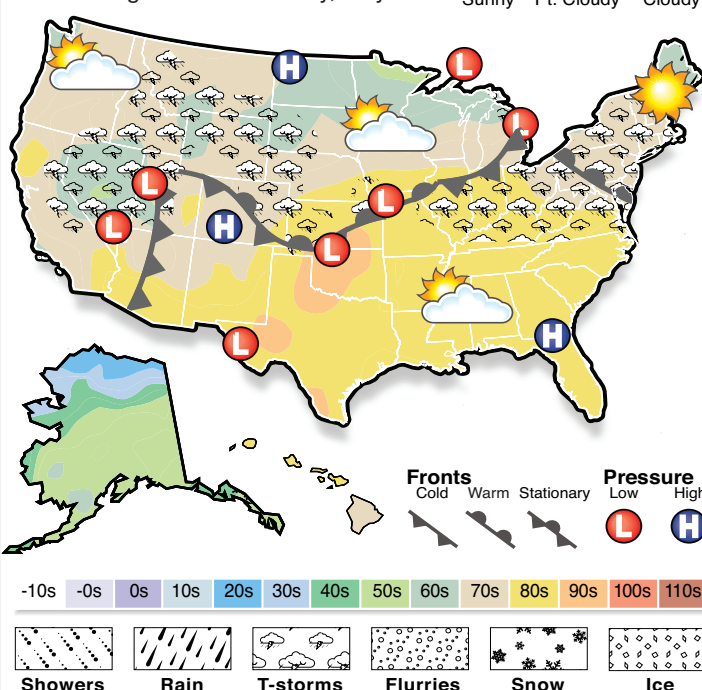 Sunny Pt. Cloudy Cloudy
H
L
L
L
L
H
L
L
L
H
Fronts
Cold Warm Stationary
Pressure
Low High
L H
-10s -0s 0s 10s 20s 30s 40s 50s 60s 70s 80s 90s 100s 110s
Showers Rain T-storms Flurries Snow Ice